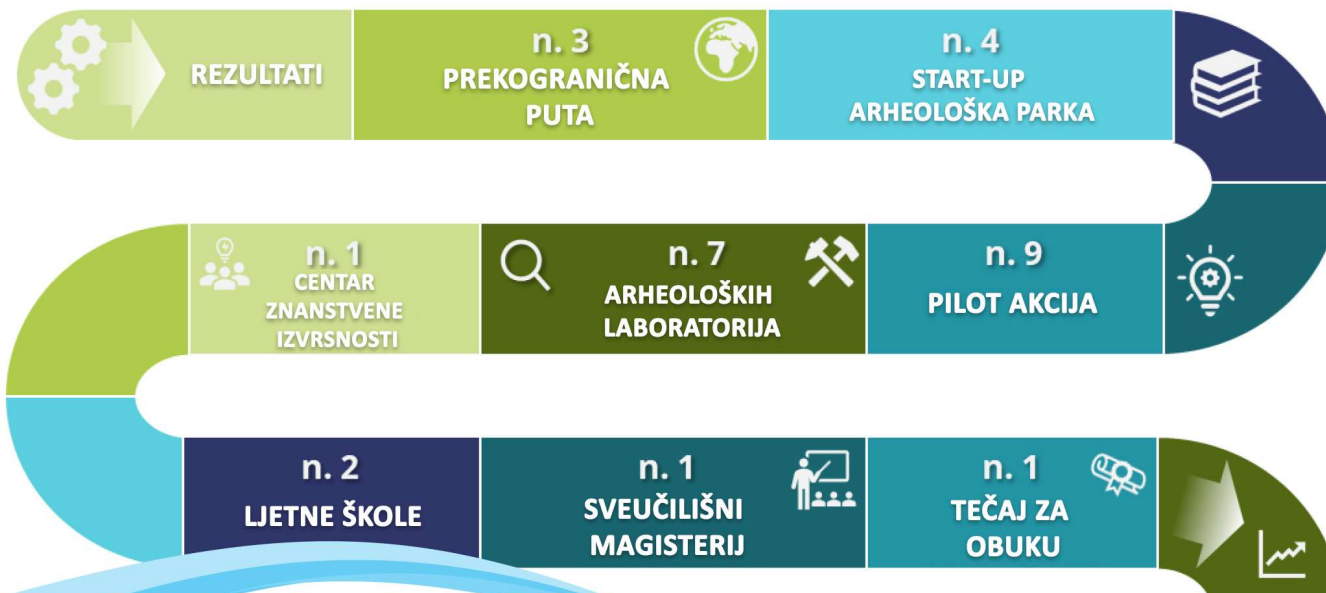 REZULTATI
n. 3
PREKOGRANIČNA
PUTA
n. 4
START-UP
ARHEOLOŠKA PARKA
n. 1
CENTAR
ZNANSTVENE
IZVRSNOSTI
n. 7
ARHEOLOŠKIH
LABORATORIJA
n. 9
PILOT AKCIJA
n. 2
LJETNE ŠKOLE
n. 1
SVEUČILIŠNI
MAGISTERIJ
n. 1
TEČAJ ZA
OBUKU